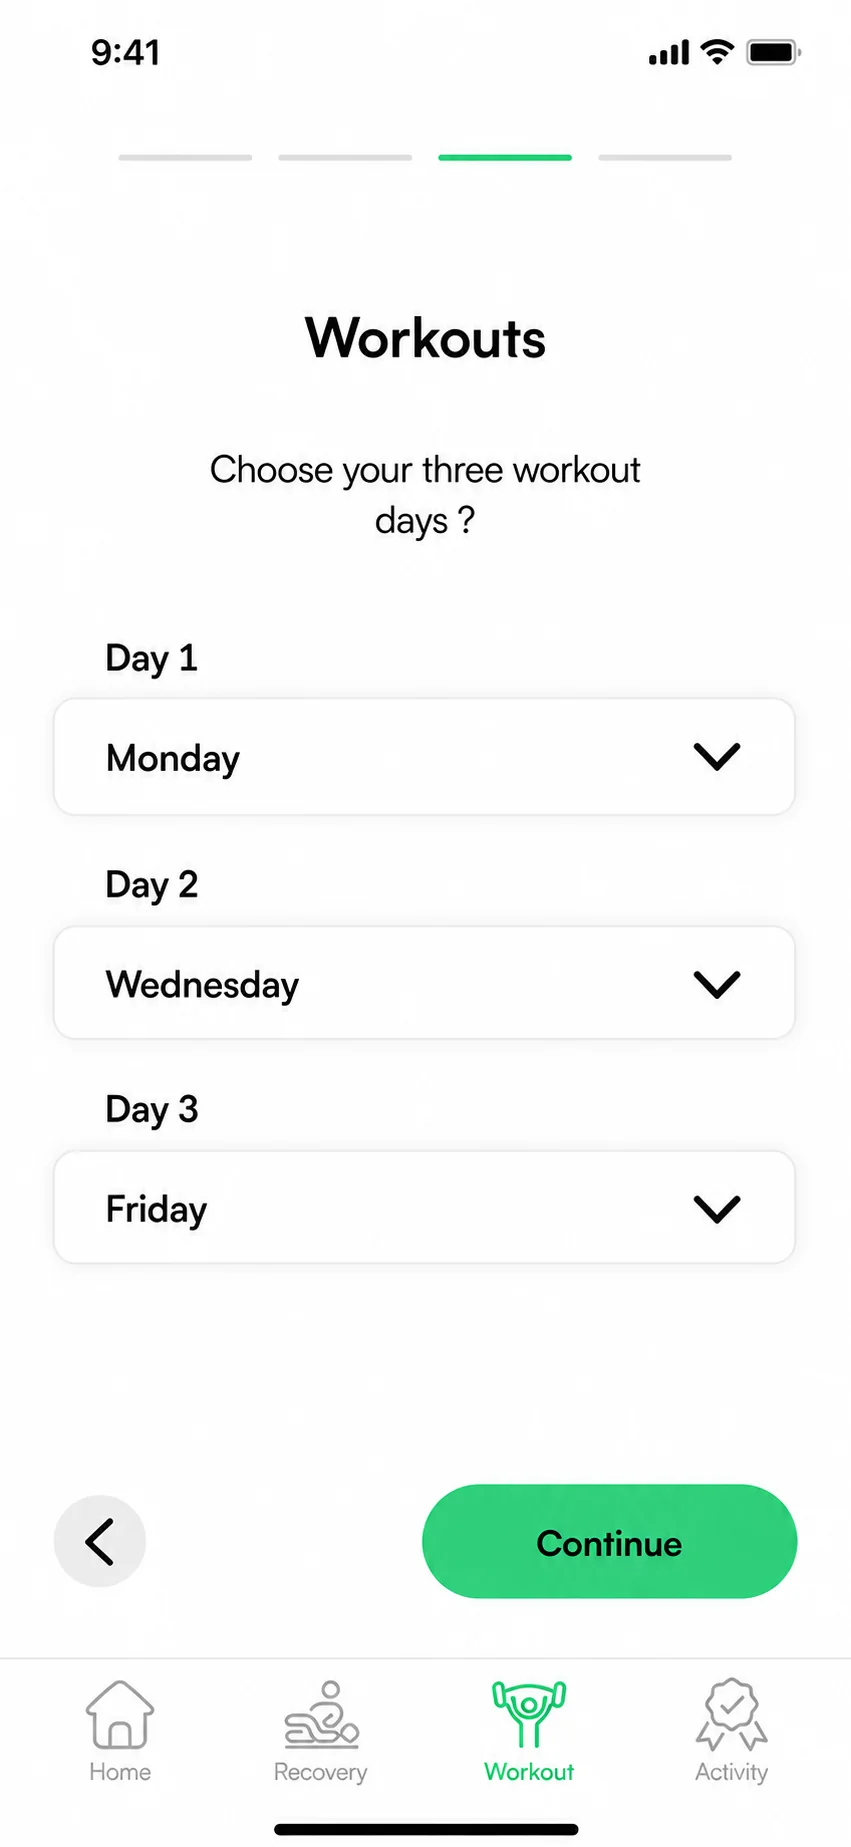 9:41
Workouts
Choose your three workout
days ?
Day 1
Monday
Day 2
Wednesday
Day 3
Friday
Continue
Home
Recovery
Workout
Activity